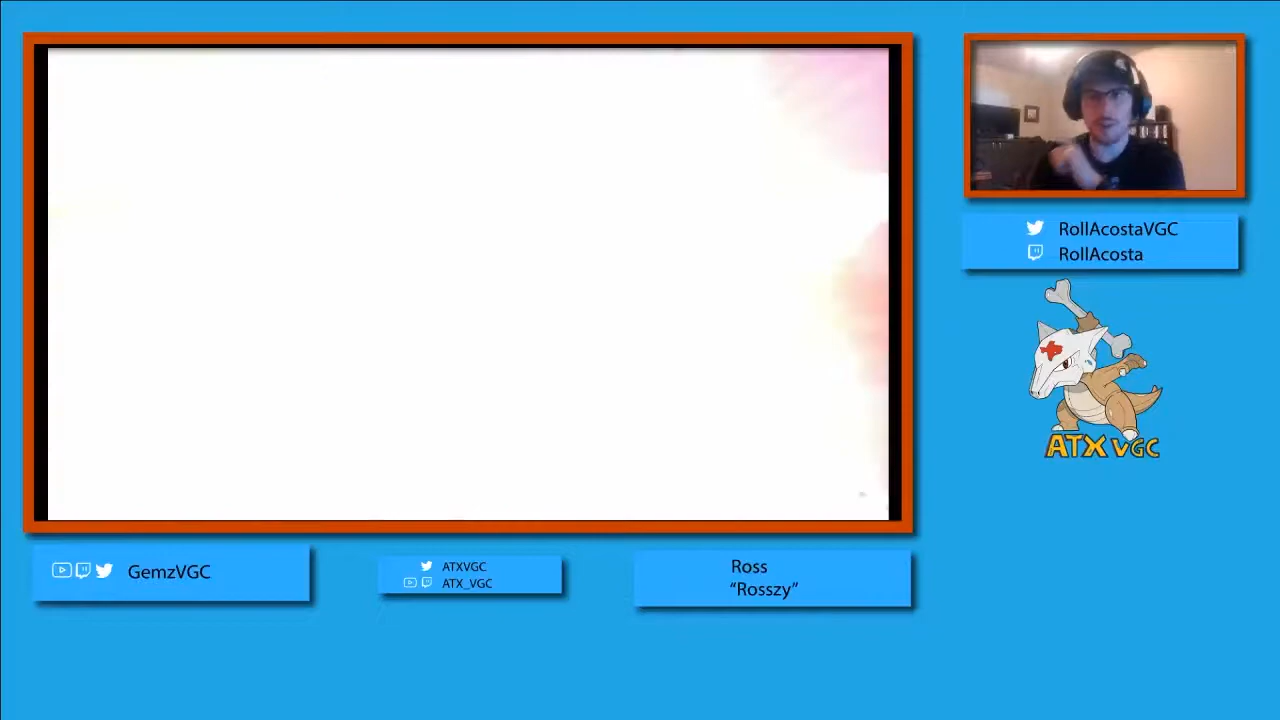 RollAcostaVGC
RollAcosta
ATX VGC
GemzVGC
ATXVGC
ATX_VGC
Ross
“Rosszy”